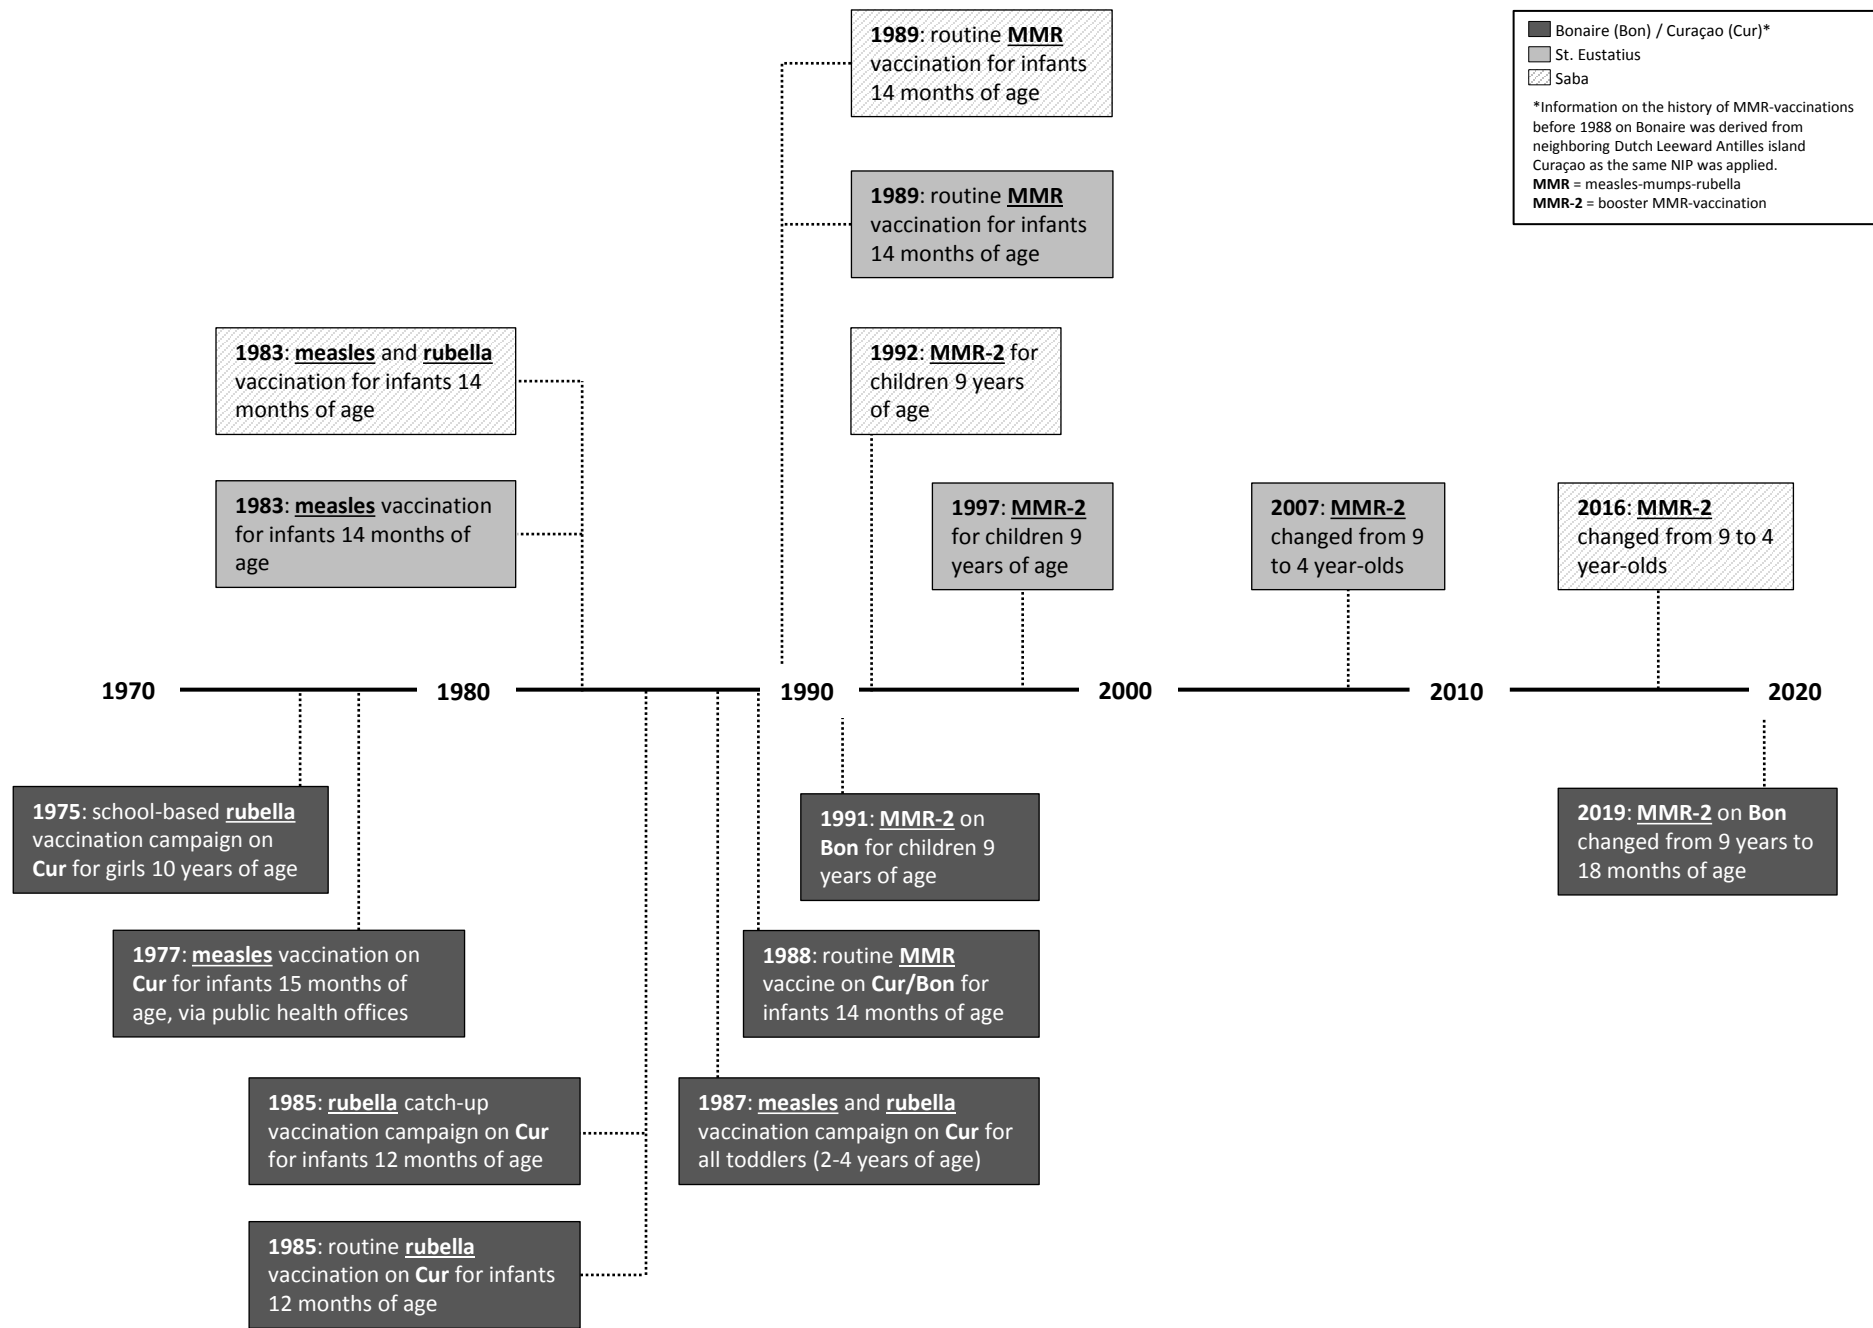 1989: routine MMR
vaccination for infants
14 months of age
Bonaire (Bon) / Curaçao (Cur)*
St. Eustatius
Saba
*Information on the history of MMR-vaccinations
before 1988 on Bonaire was derived from
neighboring Dutch Leeward Antilles island
Curaçao as the same NIP was applied.
MMR = measles-mumps-rubella
MMR-2 = booster MMR-vaccination
1989: routine MMR
vaccination for infants
14 months of age
1983: measles and rubella
vaccination for infants 14
months of age
1992: MMR-2 for
children 9 years
of age
1983: measles vaccination
for infants 14 months of
age
1997: MMR-2
for children 9
years of age
2007: MMR-2
changed from 9
to 4 year-olds
2016: MMR-2
changed from 9 to 4
year-olds
1970
1980
1990
2000
2010
2020
1975: school-based rubella
vaccination campaign on
Cur for girls 10 years of age
1991: MMR-2 on
Bon for children 9
years of age
2019: MMR-2 on Bon
changed from 9 years to
18 months of age
1977: measles vaccination on
Cur for infants 15 months of
age, via public health offices
1988: routine MMR
vaccine on Cur/Bon for
infants 14 months of age
1985: rubella catch-up
vaccination campaign on Cur
for infants 12 months of age
1987: measles and rubella
vaccination campaign on Cur for
all toddlers (2-4 years of age)
1985: routine rubella
vaccination on Cur for infants
12 months of age